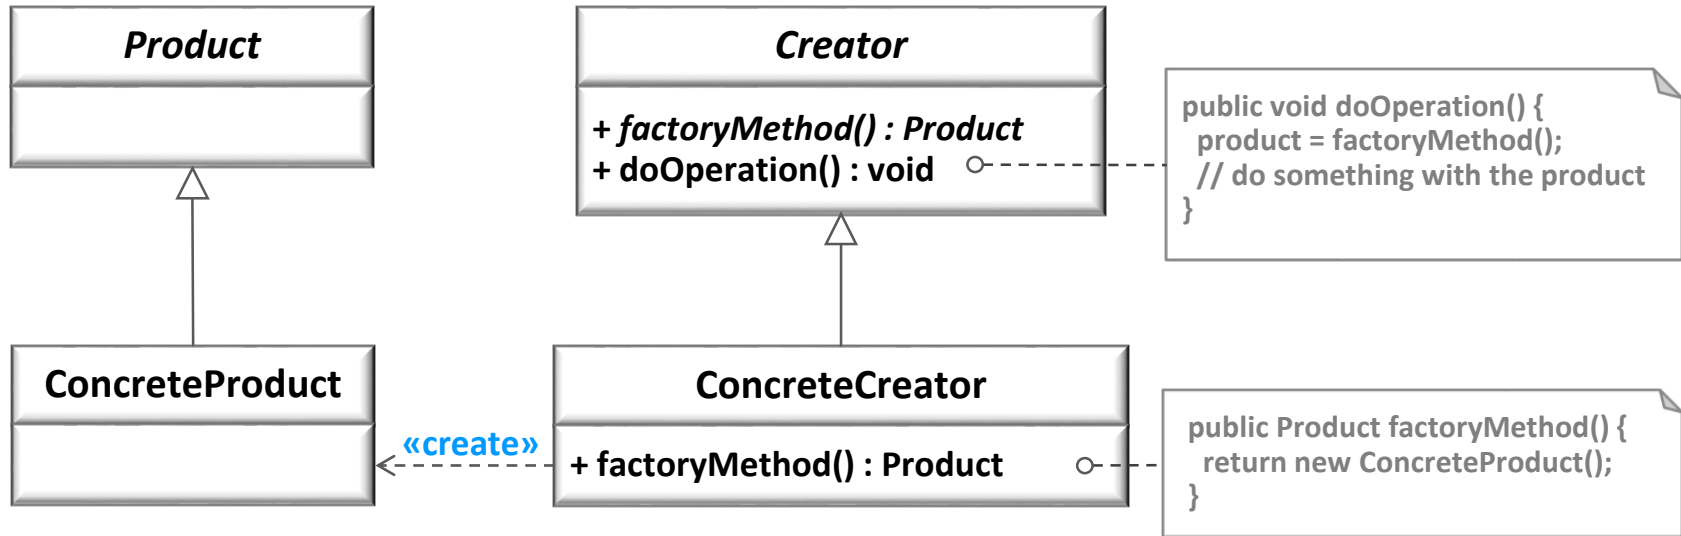 Product
Creator
+ factoryMethod() : Product
+ doOperation() : void
public void doOperation() {
product = factoryMethod();
// do something with the product
}
ConcreteProduct
«create»
ConcreteCreator
+ factoryMethod() : Product
public Product factoryMethod() {
return new ConcreteProduct();
}